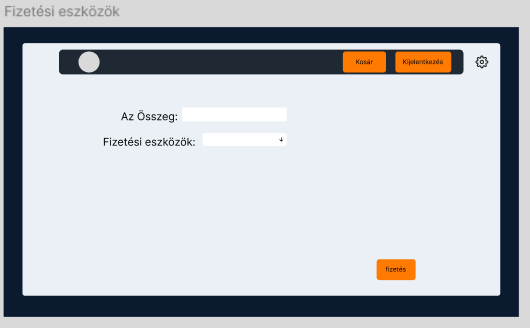 Fizetési eszközök
Kosár Kijelentkezés
Az Összeg:
Fizetési eszközök:
fizetés